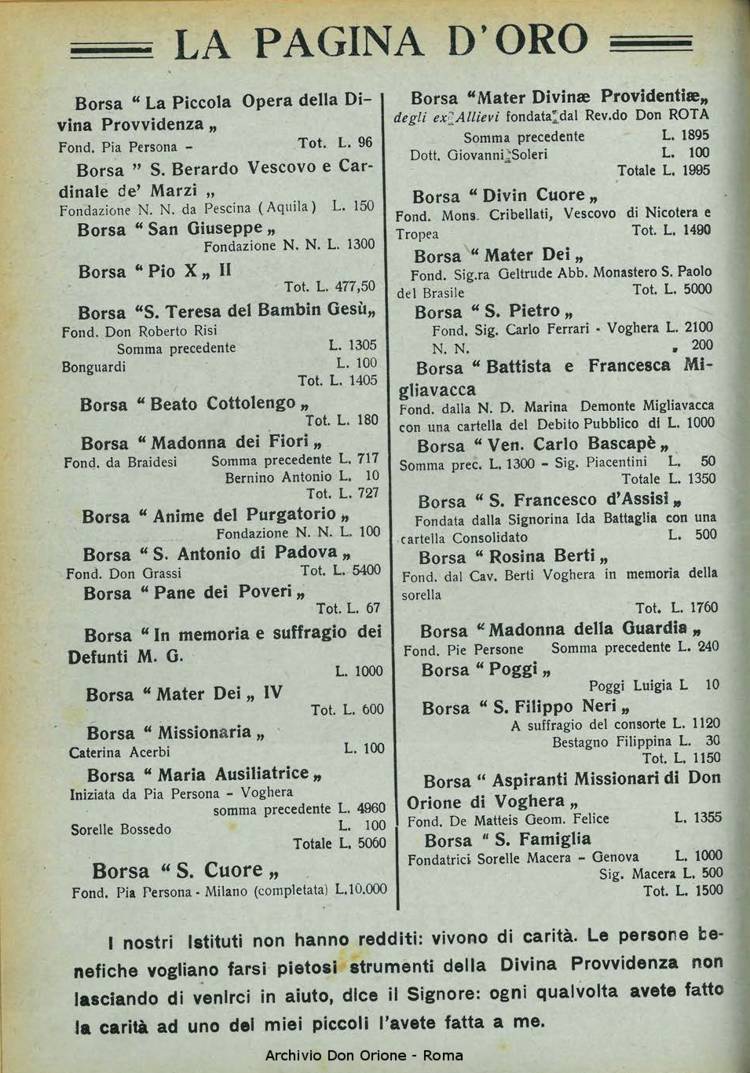 LA PAGINA D'ORO
Borsa “ La Piccola Opera della Di-
vina Provvidenza „
Fond. Pia Persona - Tot. L. 96
Borsa ” S. Berardo Vescovo e Car-
dinale de’ Marzi „
Fondazione N. N. da Pescina ( Aquila ) L. 150
Borsa “ San Giuseppe „
Fondazione N. N. L. 1300
Borsa “ Pio X „ II
Tot. L. 477,50
Borsa “S. Teresa del Bambin Gesù„
Fond. Don Roberto Risi
Somma precedente L. 1305
Bonguardi L. 100
Tot. L. 1405
Borsa “ Beato Cottolengo „
Tot. L. 180
Borsa “ Madonna dei Fiori „
Fond. da Braidesi Somma precedente L. 717
Bernino Antonio L. 10
Tot. L. 727
Borsa “ Anime del Purgatorio „
Fondazione N. N. L. 100
Borsa “ S. Antonio di Padova „
Fond. Don Grassi Tot. L. 5400
Borsa “ Pane dei Poveri „
Tot. L. 67
Borsa “ In memoria e suffragio dei
Defunti M. G.
L. 1000
Borsa “ Mater Dei „ IV
Tot. L. 600
Borsa “ Missionaria „
Caterina Acerbi L. 100
Borsa “ Maria Ausiliatrice „
Iniziata da Pia Persona - Voghera
somma precedente L. 4960
Sorelle Bossedo L. 100
Totale L. 5060
Borsa “ S. Cuore „
Fond. Pia Persona - Milano (completata) L.10.000
Borsa “Mater Divinæ Providentiæ„
degli ex-Allievi fondata dal Rev.do Don ROTA
Somma precedente L. 1895
Dott. Giovanni Soleri L. 100
Totale L. 1995
Borsa “ Divin Cuore „
Fond. Mons. Cribellati, Vescovo di Nicotera e
Tropea Tot. L. 1490
Borsa “ Mater Dei „
Fond. Sig.ra Geltrude Abb. Monastero S. Paolo
del Brasile Tot. L. 5000
Borsa “ S. Pietro „
Fond. Sig. Carlo Ferrari - Voghera L. 2100
N. N. „ 200
Borsa “ Battista e Francesca Mi-
gliavacca
Fond. dalla N. D. Marina Demonte Migliavacca
con una cartella del Debito Pubblico di L. 1000
Borsa “ Ven. Carlo Bascapè „
Somma prec. L. 1300 - Sig. Piacentini L. 50
Totale L. 1350
Borsa “ S. Francesco d'Assisi „
Fondata dalla Signorina Ida Battaglia con una
cartella Consolidato L. 500
Borsa “ Rosina Berti „
Fond. dal Cav. Berti Voghera in memoria della
sorella
Tot. L. 1760
Borsa “ Madonna della Guardia „
Fond. Pie Persone Somma precedente L. 240
Borsa “ Poggi „
Poggi Luigia L 10
Borsa “ S. Filippo Neri „
A suffragio del consorte L. 1120
Bestagno Filippina L. 30
Tot. L. 1150
Borsa “ Aspiranti Missionari di Don
Orione di Voghera „
Fond. De Matteis Geom. Felice L. 1355
Borsa “ S. Famiglia
Fondatrici Sorelle Macera - Genova L. 1000
Sig. Macera L. 500
Tot. L. 1500
I nostri Istituti non hanno redditi: vivono di carità. Le persone be-
nefiche vogliano farsi pietosi strumenti della Divina Provvidenza non
lasciando di venirci in aiuto, dice il Signore: ogni qualvolta avete fatto
la carità ad uno dei miei piccoli l'avete fatta a me.
Archivio Don Orione - Roma